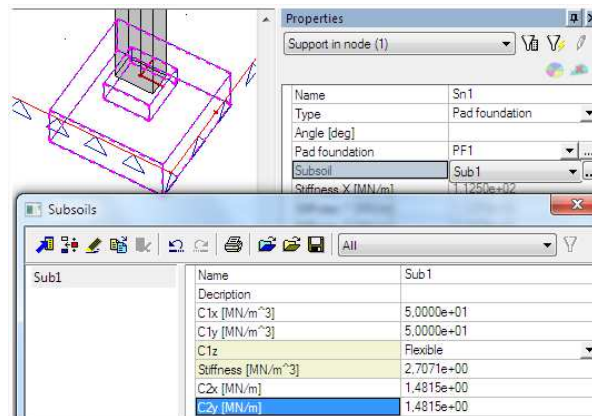 Properties
Support in node (1)
Name Sn1
Type Pad foundation
Angle [deg]
Pad foundation PF1 ...
Subsoil Sub1
Stiffness X [MN/m] 1,1250e+02
Subsoils
All
Sub1
Name Sub1
Decription
C1x [MN/m^3] 5,0000e+01
C1y [MN/m^3] 5,0000e+01
C1z Flexible
Stiffness [MN/m^3] 2,7071e+00
C2x [MN/m] 1,4815e+00
C2y [MN/m] 1,4815e+00